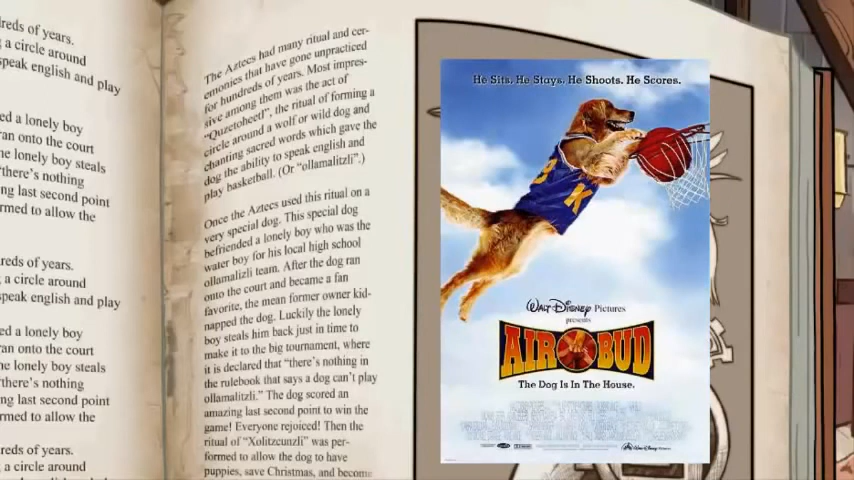 reds of years.
a circle around
speak english and play
ed a lonely boy
ran onto the court
ne lonely boy steals
"there's nothing
ng last second point
rmed to allow the
reds of years.
a circle around
speak english and play
ed a lonely boy
ran onto the court
he lonely boy steals
"there's nothing
ng last second point
rmed to allow the
reds of years.
a circle around
speak english and play
The Aztecs had many ritual and cer-
emonies that have gone unpracticed
for hundreds of years. Most impres-
sive among them was the act of
"Quzetoheetl", the ritual of forming a
circle around a wolf or wild dog and
chanting sacred words which gave the
dog the ability to speak english and
play basketball. (Or "ollamalitzli".)
Once the Aztecs used this ritual on a
very special dog. This special dog
befriended a lonely boy who was the
water boy for his local high school
ollamalizli team. After the dog ran
onto the court and became a fan
favorite, the mean former owner kid-
napped the dog. Luckily the lonely
boy steals him back just in time to
make it to the big tournament, where
it is declared that "there's nothing in
the rulebook that says a dog can't play
ollamalitzli." The dog scored an
amazing last second point to win the
game! Everyone rejoiced! Then the
ritual of "Xolitzcunzli" was per-
formed to allow the dog to have
puppies, save Christmas, and become
He Sits. He Stays. He Shoots. He Scores.
B K
Walt Disney Pictures
presents
AIR BUD
The Dog Is In The House.